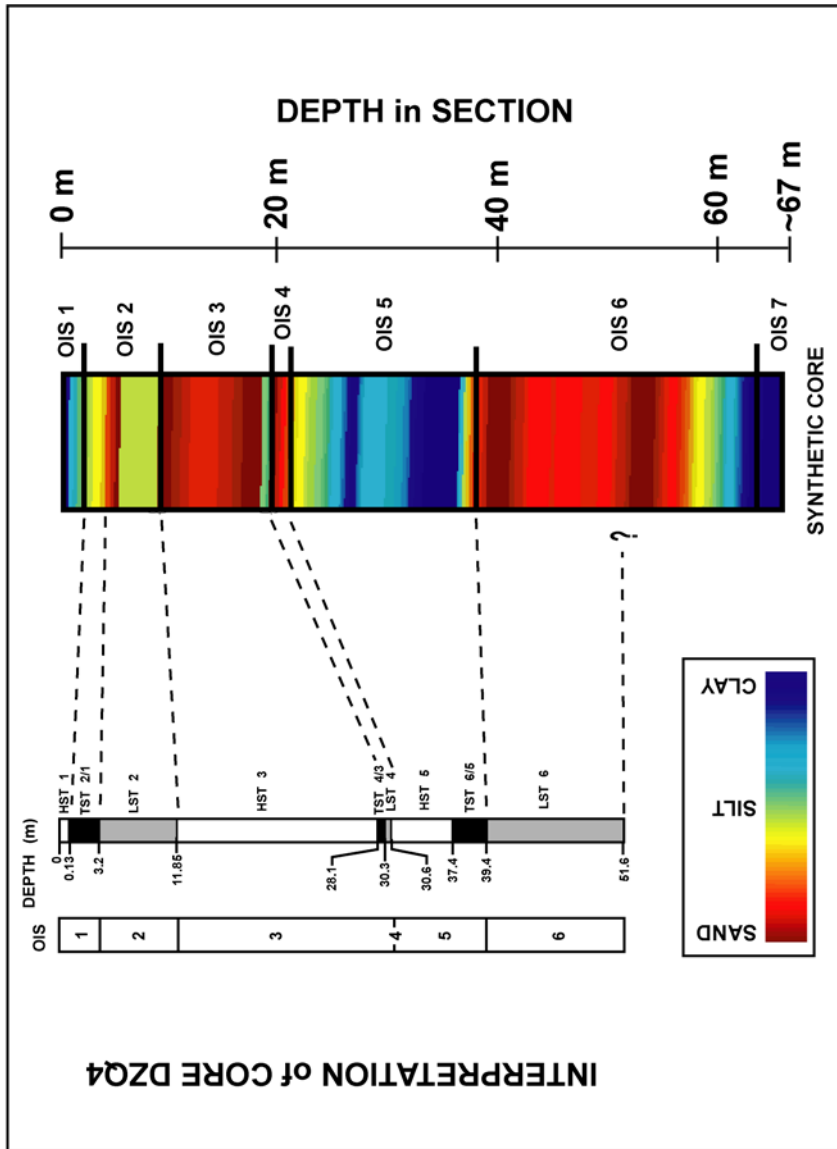 DEPTH in SECTION
0 m
20 m
40 m
60 m
~67 m
OIS 1
OIS 2
OIS 3
OIS 4
OIS 5
OIS 6
OIS 7
SYNTHETIC CORE
?
HST 1
TST 2/1
LST 2
HST 3
TST 4/3
LST 4
HST 5
TST 6/5
LST 6
DEPTH (m)
0
0.13
3.2
11.85
28.1
30.3
30.6
37.4
39.4
51.6
OIS
1
2
3
4
5
6
SAND
SILT
CLAY
INTERPRETATION of CORE DZQ4